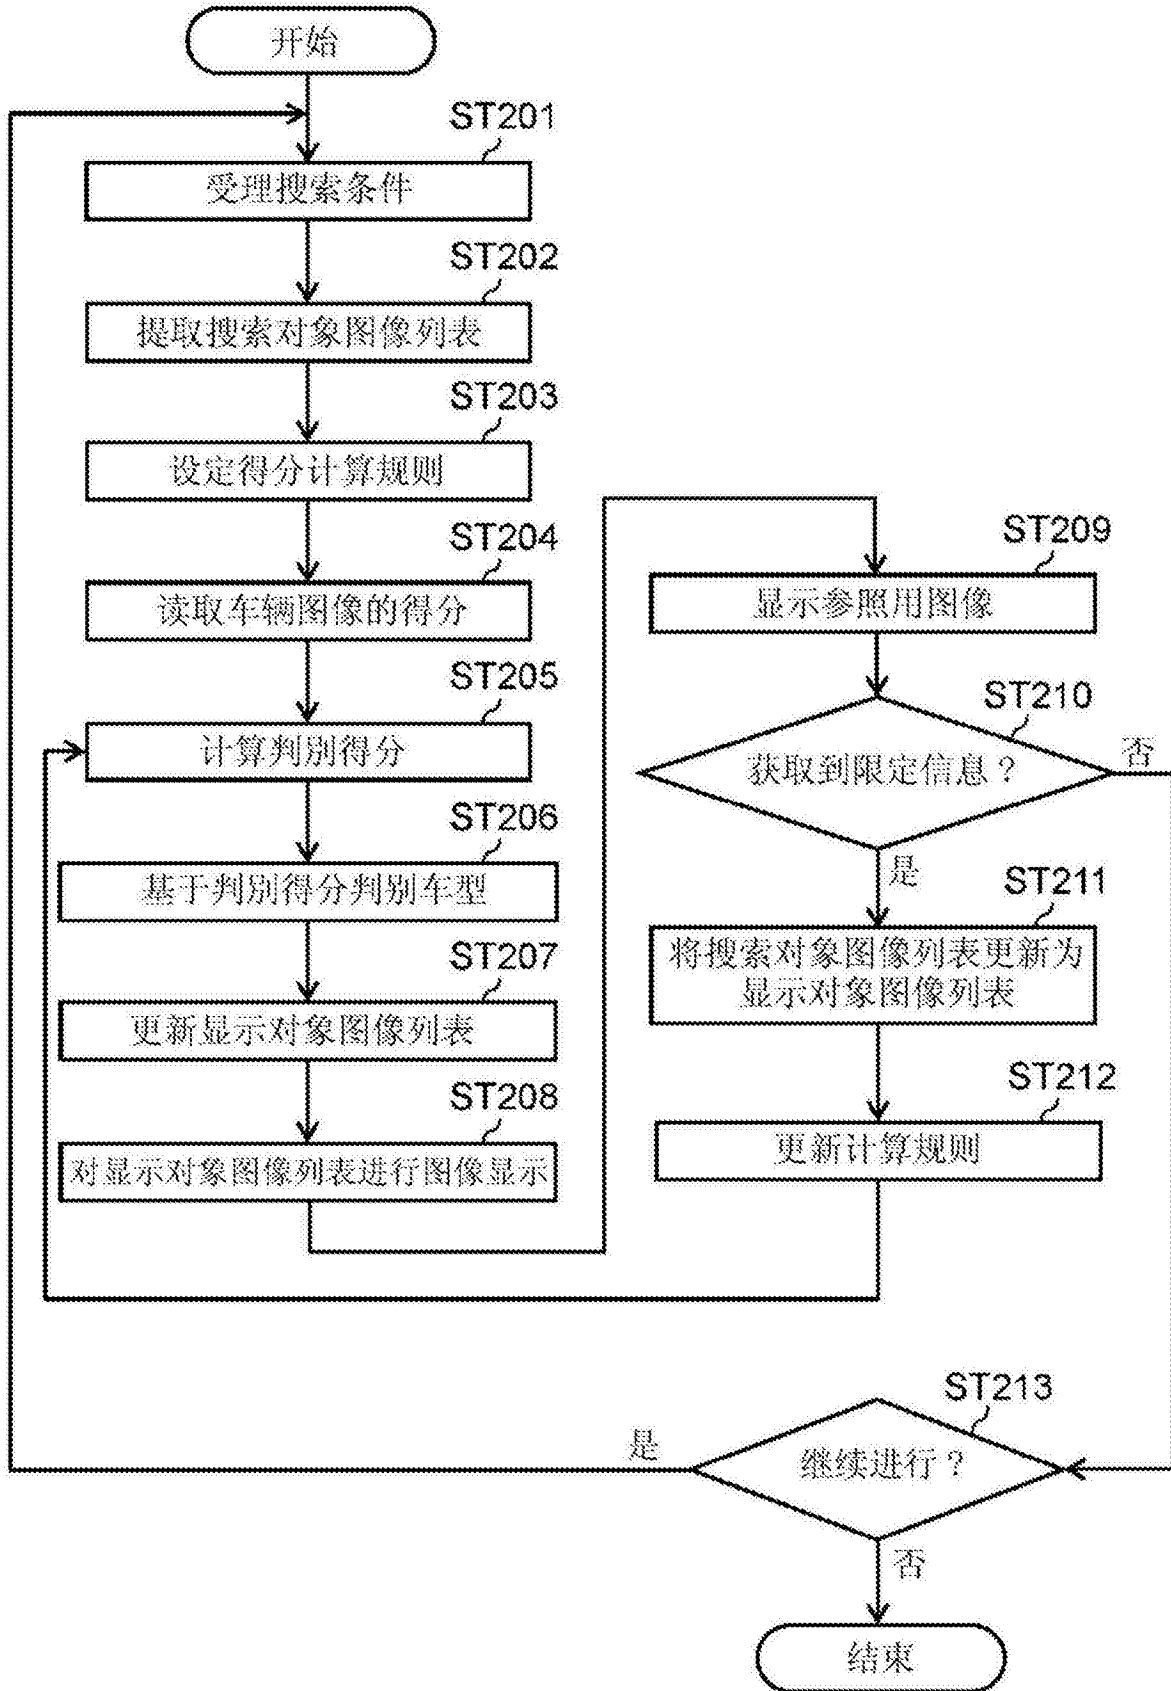 开始
ST201
受理搜索条件
ST202
提取搜索对象图像列表
ST203
设定得分计算规则
ST204
读取车辆图像的得分
ST205
计算判别得分
ST206
基于判别得分判别车型
ST207
更新显示对象图像列表
ST208
对显示对象图像列表进行图像显示
ST209
显示参照用图像
ST210
获取到限定信息？
否
是
ST211
将搜索对象图像列表更新为
显示对象图像列表
ST212
更新计算规则
ST213
继续进行？
是
否
结束